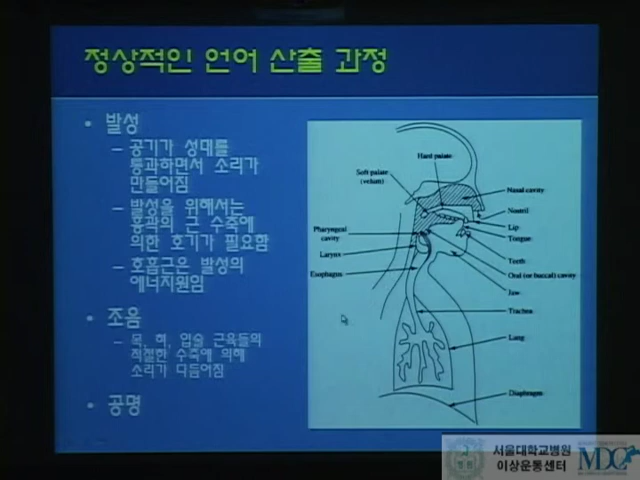 정상적인 언어 산출 과정
• 발성
– 공기가 성대를
통과하면서 소리가
만들어짐
– 발성을 위해서는
흉곽의 근 수축에
의한 호기가 필요함
– 호흡근은 발성의
에너지원임
• 조음
– 목, 혀, 입술 근육들의
적절한 수축에 의해
소리가 다듬어짐
• 공명
Hard palate
Soft palate
(velum)
Nasal cavity
Nostril
Lip
Tongue
Pharyngeal
cavity
Larynx
Esophagus
Teeth
Oral (or buccal) cavity
Jaw
Trachea
Lung
Diaphragm
서울대학교병원
이상운동센터
MDC